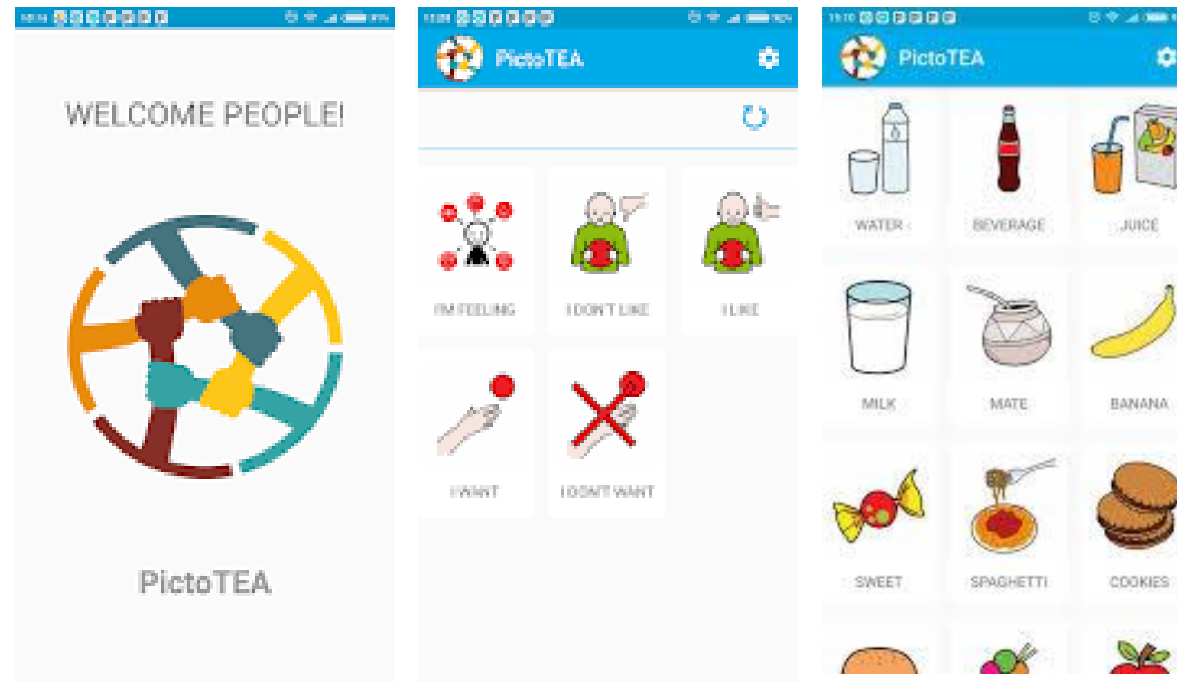 WELCOME PEOPLE!
PictoTEA
PictoTEA
I'M FEELING
I DON'T LIKE
I LIKE
I WANT
I DON'T WANT
PictoTEA
WATER
BEVERAGE
JUICE
MILK
MATE
BANANA
SWEET
SPAGHETTI
COOKIES